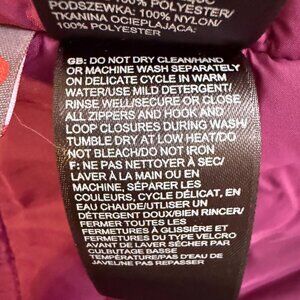 100% POLYESTER/
PODSZEWKA: 100% POLYESTER/
TKANINA OCIEPLAJĄCA:
100% POLYESTER
GB: DO NOT DRY CLEAN/HAND
OR MACHINE WASH SEPARATELY
ON DELICATE CYCLE IN WARM
WATER/USE MILD DETERGENT/
RINSE WELL/SECURE OR CLOSE
ALL ZIPPERS AND HOOK AND
LOOP CLOSURES DURING WASH/
TUMBLE DRY AT LOW HEAT/DO
NOT BLEACH/DO NOT IRON
F: NE PAS NETTOYER À SEC/
LAVER À LA MAIN OU EN
MACHINE, SÉPARER LES
COULEURS, CYCLE DÉLICAT, EN
EAU CHAUDE/UTILISER UN
DÉTERGENT DOUX/BIEN RINCER/
FERMER TOUTES LES
FERMETURES À GLISSIÈRE ET
FERMETURES DU TYPE VELCRO
AVANT DE LAVER SÉCHER PAR
CULBUTAGE BASSE
TEMPÉRATURE/PAS D'EAU DE
JAVEL/NE PAS REPASSER